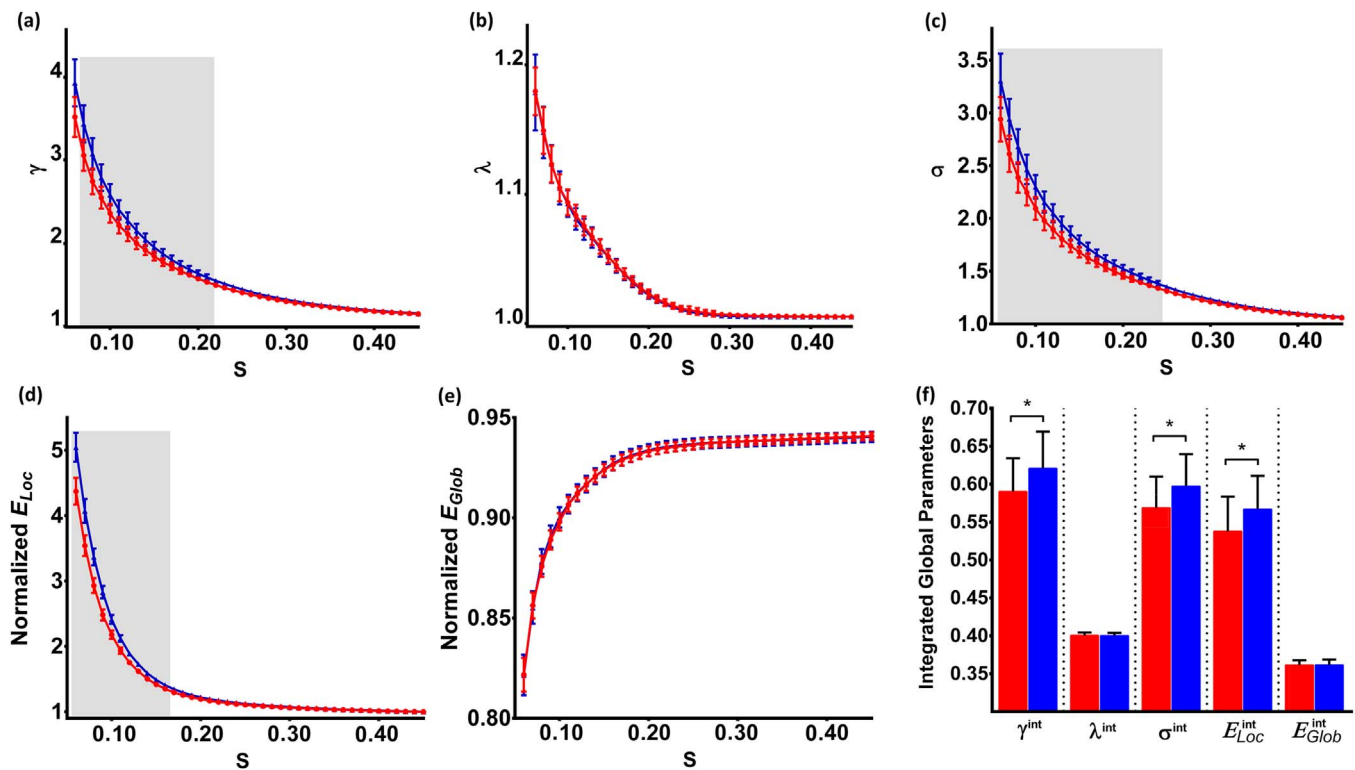 (a)
4
3
2
1
γ
0.10 0.20 0.30 0.40
S
(b)
1.2
1.10
1.0
λ
0.10 0.20 0.30 0.40
S
(c)
3.5
3.0
2.5
2.0
1.5
1.0
σ
0.10 0.20 0.30 0.40
S
(d)
5
4
3
2
1
Normalized E_Loc
0.10 0.20 0.30 0.40
S
(e)
0.95
0.90
0.85
0.80
Normalized E_Glob
0.10 0.20 0.30 0.40
S
(f)
0.70
0.65
0.60
0.55
0.50
0.45
0.40
0.35
Integrated Global Parameters
* * *
γ^int λ^int σ^int E_Loc^int E_Glob^int